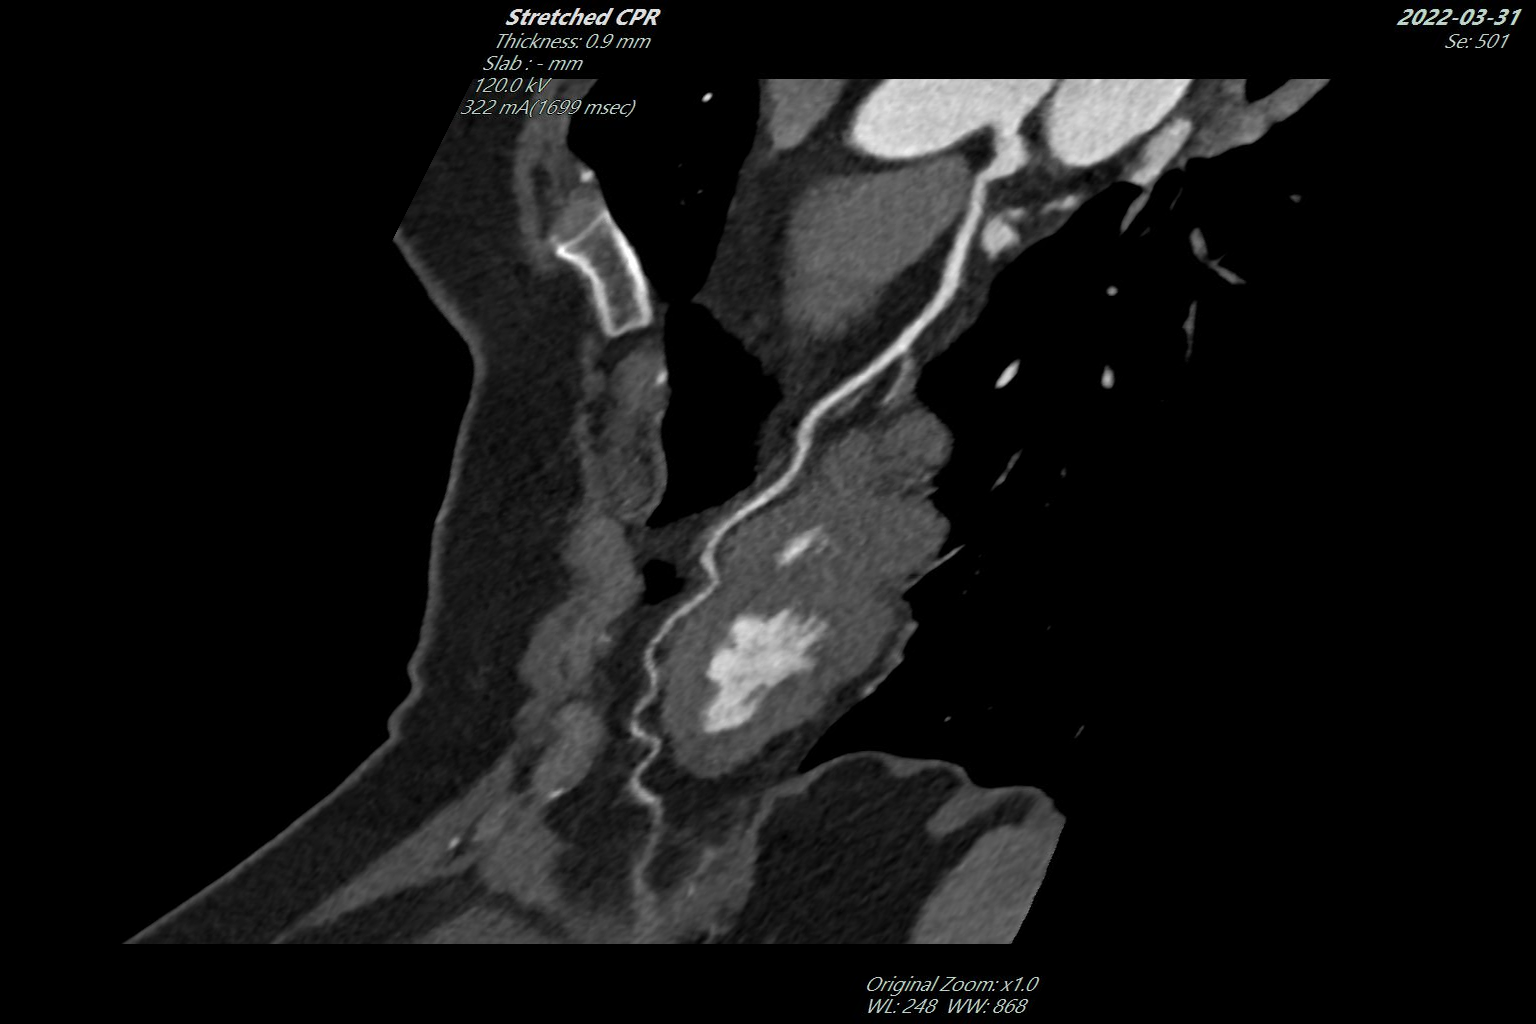 Stretched CPR
Thickness: 0.9 mm
Slab : - mm
120.0 kV
322 mA(1699 msec)
2022-03-31
Se: 501
Original Zoom: x1.0
WL: 248 WW: 868